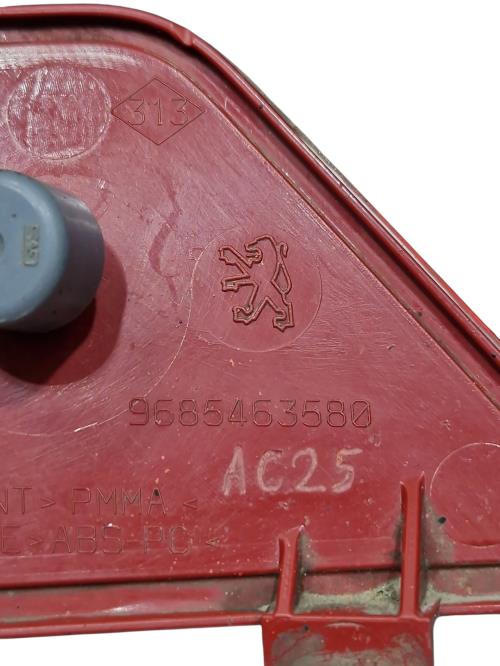 313
9685463580
AC25
NT > PMMA <
E > ABS-PC <